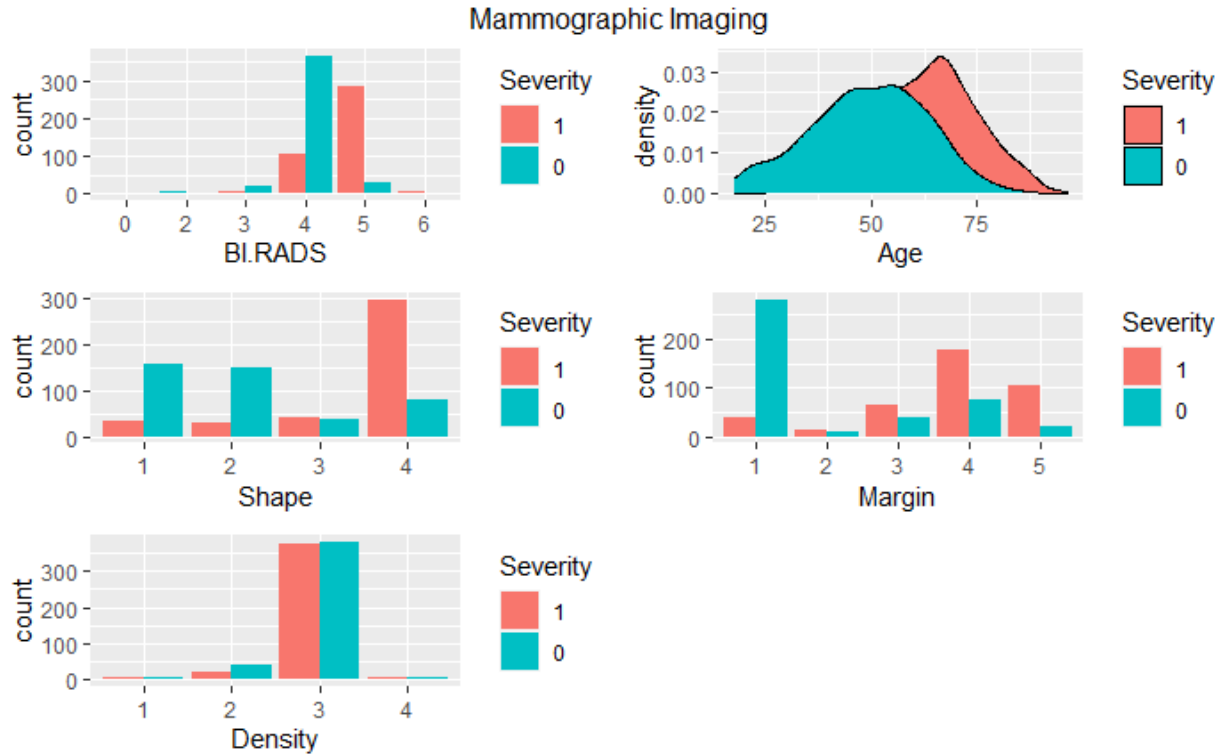 Mammographic Imaging
count
300
200
100
0
0 2 3 4 5 6
BI.RADS
Severity
1
0
density
0.03
0.02
0.01
0.00
25 50 75
Age
Severity
1
0
count
300
200
100
0
1 2 3 4
Shape
Severity
1
0
count
200
100
0
1 2 3 4 5
Margin
Severity
1
0
count
300
200
100
0
1 2 3 4
Density
Severity
1
0